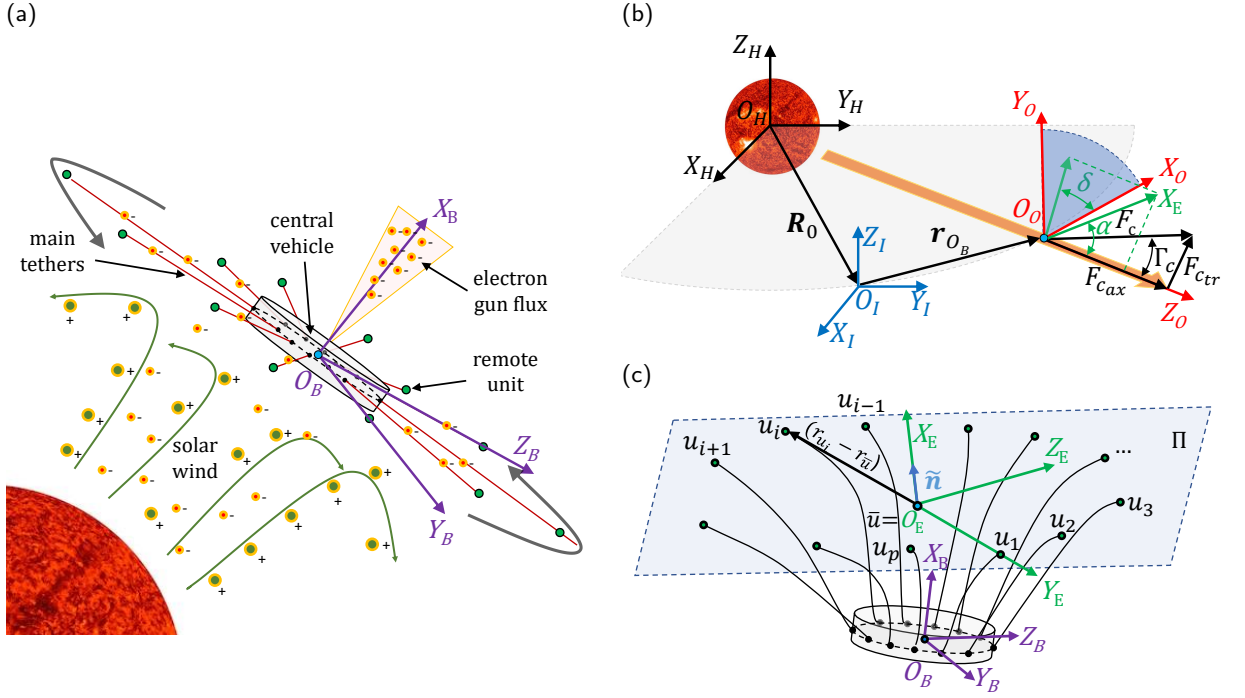 (a)
X_B
main
tethers
central
vehicle
electron
gun flux
remote
unit
O_B
solar
wind
Z_B
Y_B
+
-
(b)
Z_H
O_H
Y_H
X_H
R_0
Z_I
O_I
Y_I
X_I
r_{O_B}
Y_O
δ
X_O
X_E
O_O
α
F_c
Γ_c
F_{c_{ax}}
F_{c_{tr}}
Z_O
(c)
u_{i-1}
u_i
(r_{u_i} − r_{ū})
X_E
Π
u_{i+1}
Z_E
...
ñ
ū=
O_E
u_3
u_2
u_1
u_p
X_B
Y_E
Z_B
O_B
Y_B